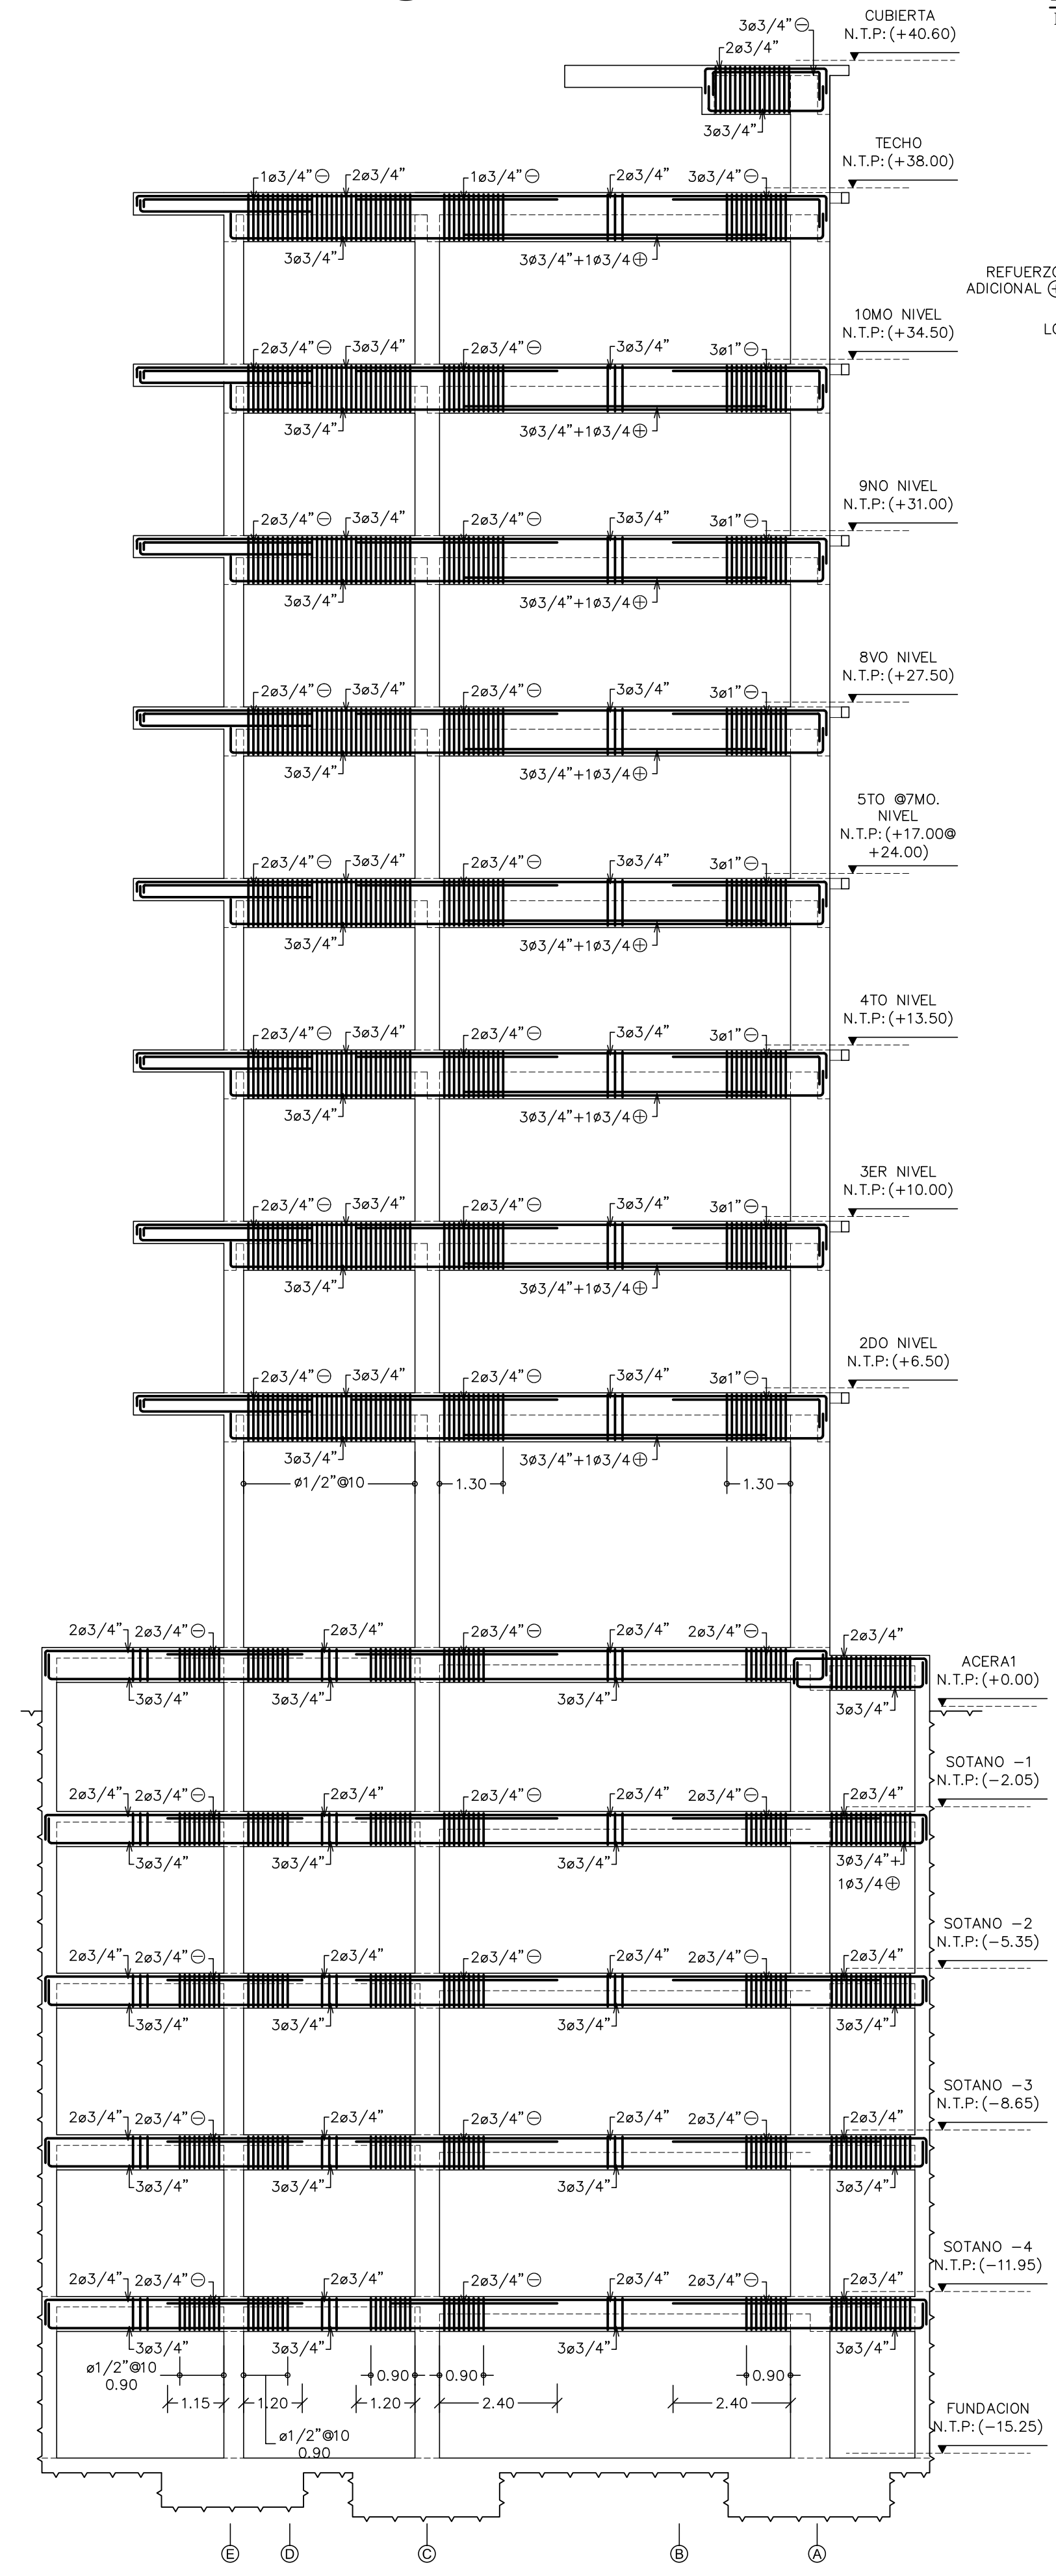 CUBIERTA
N.T.P:(+40.60)
3ø3/4"⊖
2ø3/4"
3ø3/4"
TECHO
N.T.P:(+38.00)
1ø3/4"⊖ 2ø3/4" 1ø3/4"⊖ 2ø3/4" 3ø3/4"⊖
3ø3/4" 3ø3/4"+1ø3/4⊕
REFUERZO
ADICIONAL
10MO NIVEL
N.T.P:(+34.50)
2ø3/4"⊖ 3ø3/4" 2ø3/4"⊖ 3ø3/4" 3ø1"⊖
3ø3/4" 3ø3/4"+1ø3/4⊕
9NO NIVEL
N.T.P:(+31.00)
2ø3/4"⊖ 3ø3/4" 2ø3/4"⊖ 3ø3/4" 3ø1"⊖
3ø3/4" 3ø3/4"+1ø3/4⊕
8VO NIVEL
N.T.P:(+27.50)
2ø3/4"⊖ 3ø3/4" 2ø3/4"⊖ 3ø3/4" 3ø1"⊖
3ø3/4" 3ø3/4"+1ø3/4⊕
5TO @7MO.
NIVEL
N.T.P:(+17.00@
+24.00)
2ø3/4"⊖ 3ø3/4" 2ø3/4"⊖ 3ø3/4" 3ø1"⊖
3ø3/4" 3ø3/4"+1ø3/4⊕
4TO NIVEL
N.T.P:(+13.50)
2ø3/4"⊖ 3ø3/4" 2ø3/4"⊖ 3ø3/4" 3ø1"⊖
3ø3/4" 3ø3/4"+1ø3/4⊕
3ER NIVEL
N.T.P:(+10.00)
2ø3/4"⊖ 3ø3/4" 2ø3/4"⊖ 3ø3/4" 3ø1"⊖
3ø3/4" 3ø3/4"+1ø3/4⊕
2DO NIVEL
N.T.P:(+6.50)
2ø3/4"⊖ 3ø3/4" 2ø3/4"⊖ 3ø3/4" 3ø1"⊖
3ø3/4" 3ø3/4"+1ø3/4⊕
ø1/2"@10 1.30 1.30
2ø3/4" 2ø3/4"⊖ 2ø3/4" 2ø3/4"⊖ 2ø3/4" 2ø3/4"⊖ 2ø3/4"
ACERA1
N.T.P:(+0.00)
3ø3/4" 3ø3/4" 3ø3/4" 3ø3/4"
SOTANO -1
N.T.P:(-2.05)
2ø3/4" 2ø3/4"⊖ 2ø3/4" 2ø3/4"⊖ 2ø3/4" 2ø3/4"⊖ 2ø3/4"
3ø3/4" 3ø3/4" 3ø3/4" 3ø3/4"+
1ø3/4⊕
SOTANO -2
N.T.P:(-5.35)
2ø3/4" 2ø3/4"⊖ 2ø3/4" 2ø3/4"⊖ 2ø3/4" 2ø3/4"⊖ 2ø3/4"
3ø3/4" 3ø3/4" 3ø3/4" 3ø3/4"
SOTANO -3
N.T.P:(-8.65)
2ø3/4" 2ø3/4"⊖ 2ø3/4" 2ø3/4"⊖ 2ø3/4" 2ø3/4"⊖ 2ø3/4"
3ø3/4" 3ø3/4" 3ø3/4" 3ø3/4"
SOTANO -4
N.T.P:(-11.95)
2ø3/4" 2ø3/4"⊖ 2ø3/4" 2ø3/4"⊖ 2ø3/4" 2ø3/4"⊖ 2ø3/4"
3ø3/4" 3ø3/4" 3ø3/4" 3ø3/4"
ø1/2"@10
0.90
0.90 0.90 0.90
1.15 1.20 1.20 2.40 2.40
ø1/2"@10
0.90
FUNDACION
N.T.P:(-15.25)
E D C B A